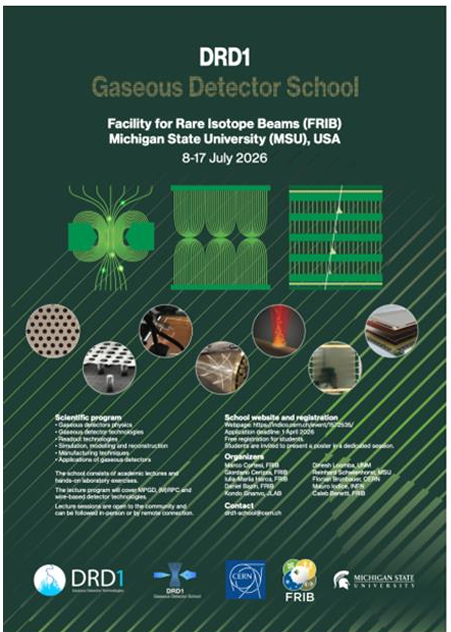 DRD1
Gaseous Detector School
Facility for Rare Isotope Beams (FRIB)
Michigan State University (MSU), USA
8-17 July 2026
Scientific program
• Gaseous detectors physics
• Gaseous detector technologies
• Readout technologies
• Simulation, modeling and reconstruction
• Manufacturing techniques
• Applications of gaseous detectors
The school consists of academic lectures and
hands-on laboratory exercises.
The lecture program will cover MPGD, (M)RPC and
wire-based detector technologies.
Lecture sessions are open to the community and
can be followed in-person or by remote connection.
School website and registration
Webpage: https://indico.cern.ch/event/
Application deadline: 1 April 2026
Free registration for students.
Students are invited to present a poster in a dedicated session.
Organizers
Marco Cortesi, FRIB
Giordano Cerizza, FRIB
Julia Horca, FRIB
Daniel Bazin, FRIB
Kondo Gnanvo, JLAB
Dinesh Loomba, UNM
Reinhard Schwienhorst, MSU
Florian Brunbauer, CERN
Mauro Iodice, INFN
Caleb Benetti, FRIB
Contact
drd1-school@cern.ch
DRD1
Gaseous Detector Technologies
DRD1
Gaseous Detector School
CERN
FRIB
MICHIGAN STATE
UNIVERSITY